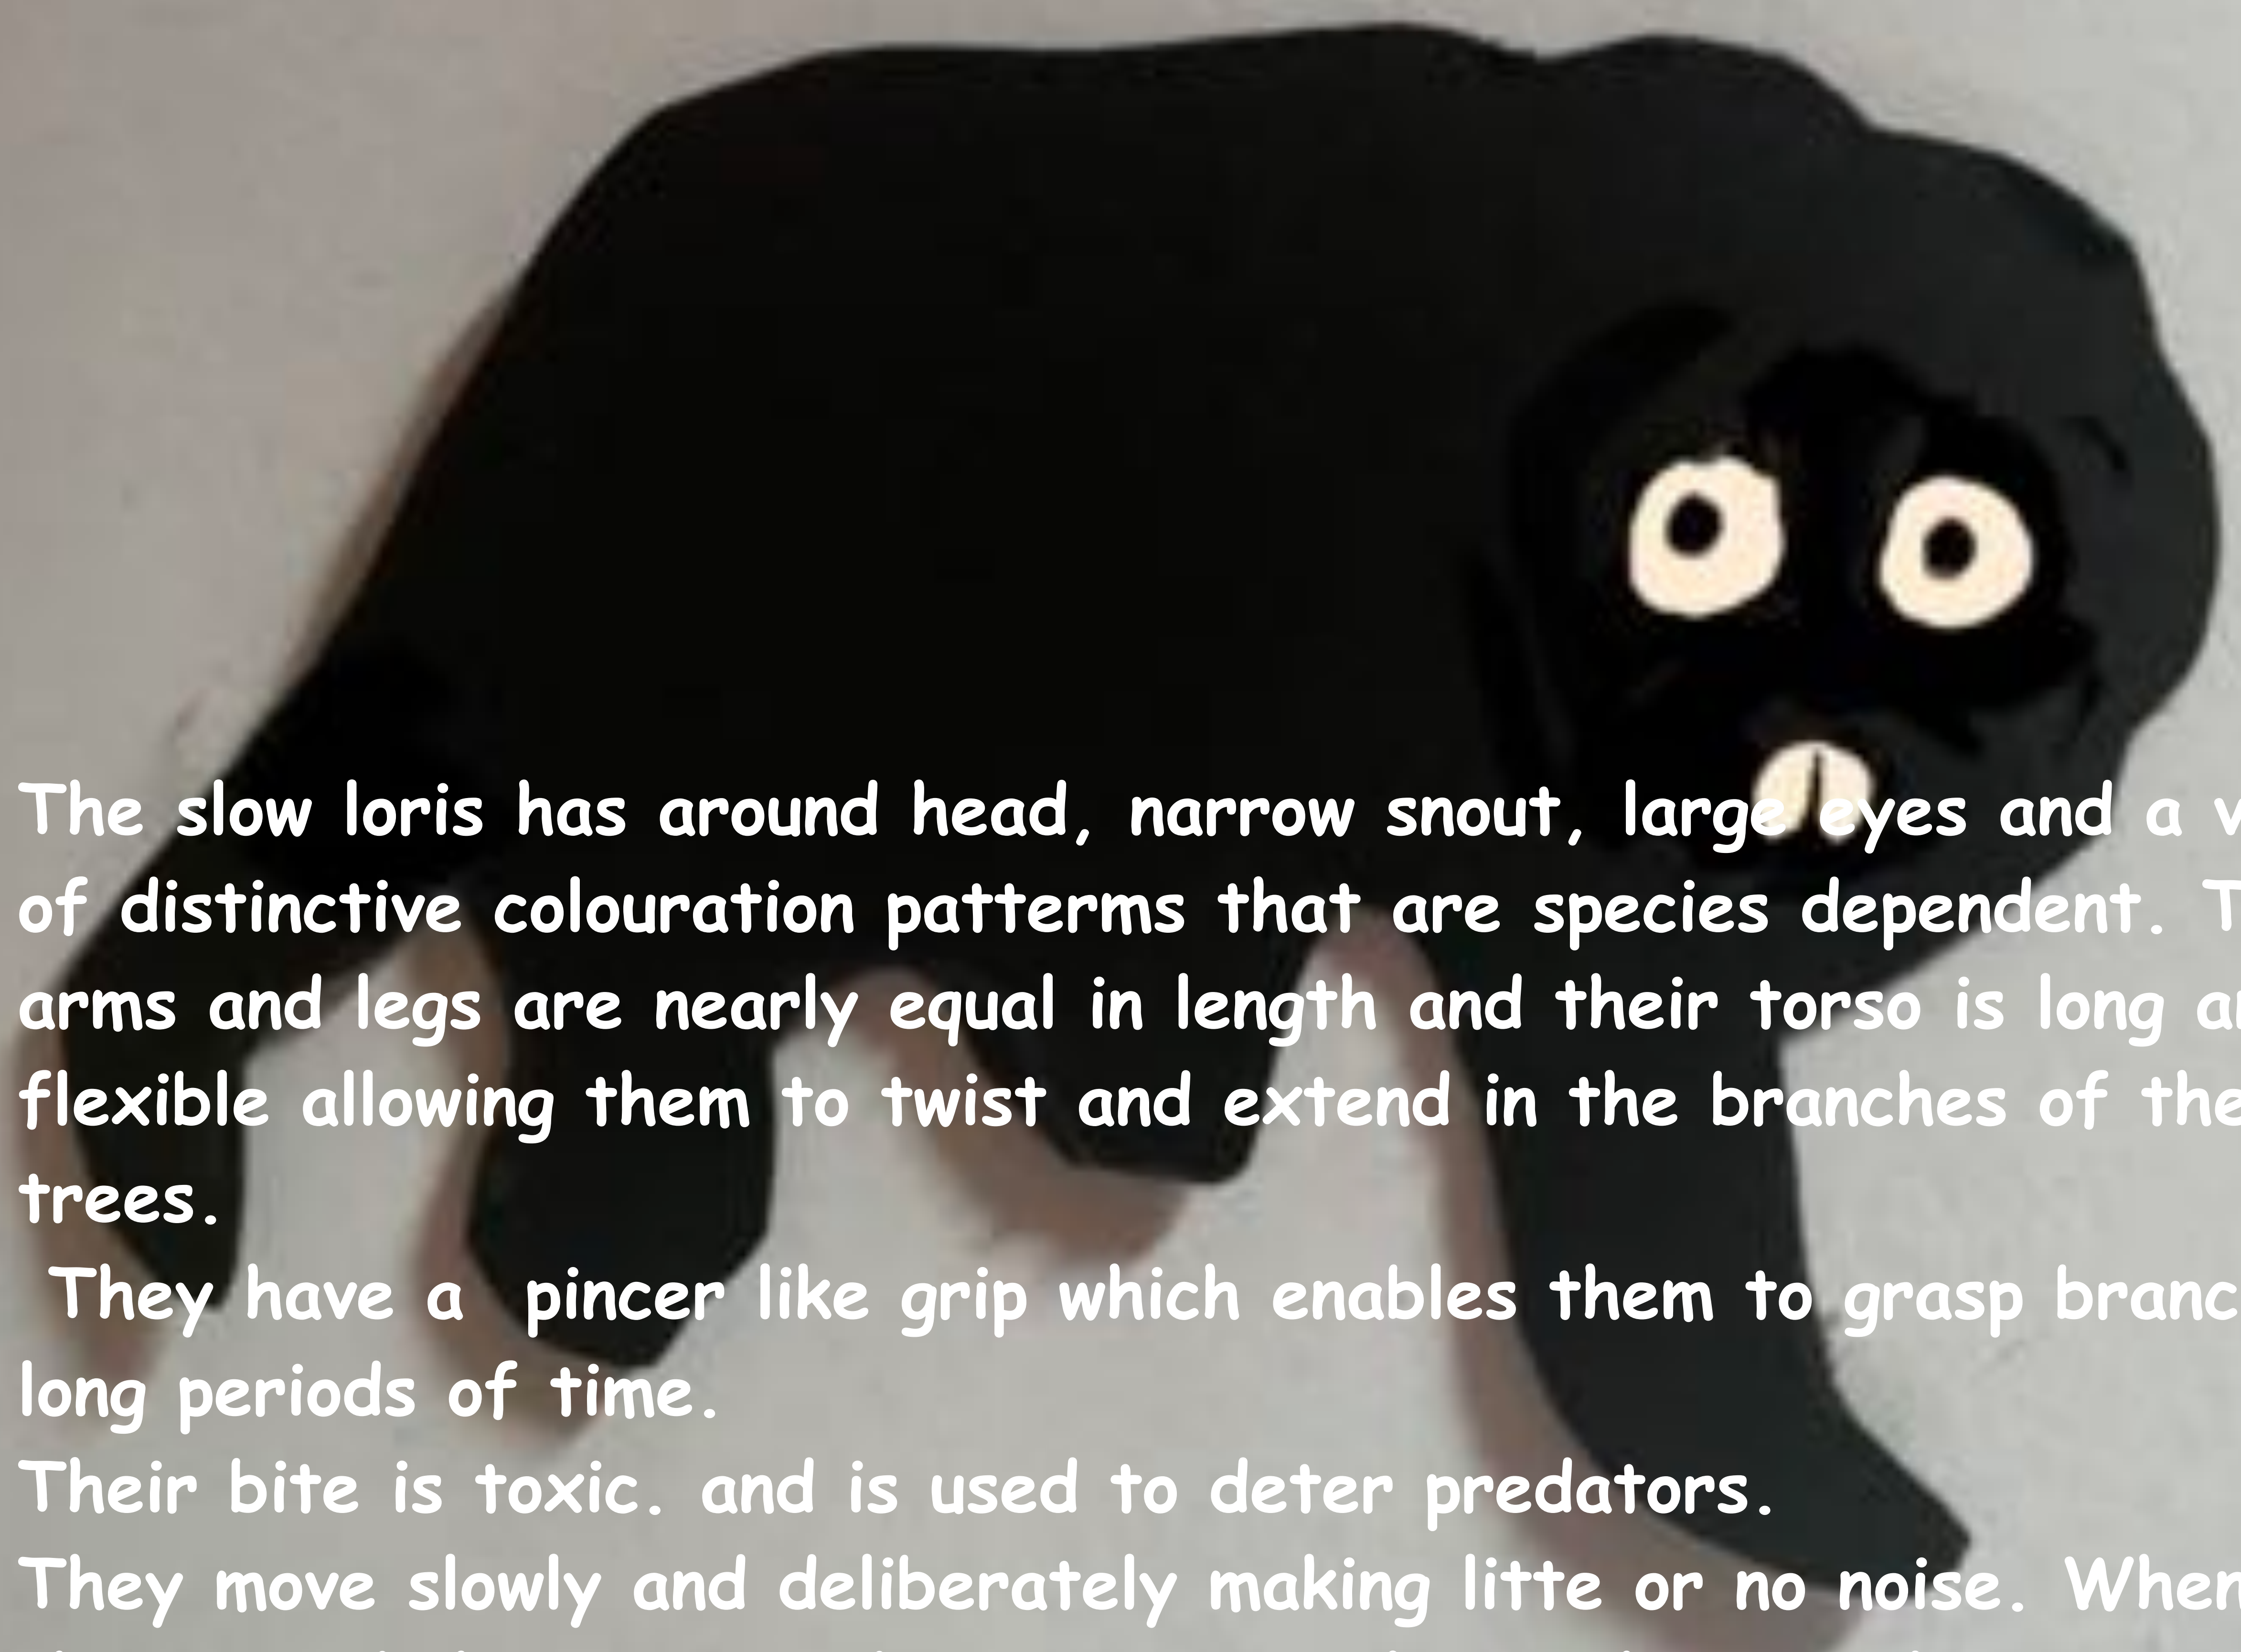 The slow loris has around head, narrow snout, large eyes and a
of distinctive colouration patterms that are species dependent.
arms and legs are nearly equal in length and their torso is long
flexible allowing them to twist and extend in the branches of the
trees.
They have a pincer like grip which enables them to grasp
long periods of time.
Their bite is toxic. and is used to deter predators.
They move slowly and deliberately making litte or no noise. When